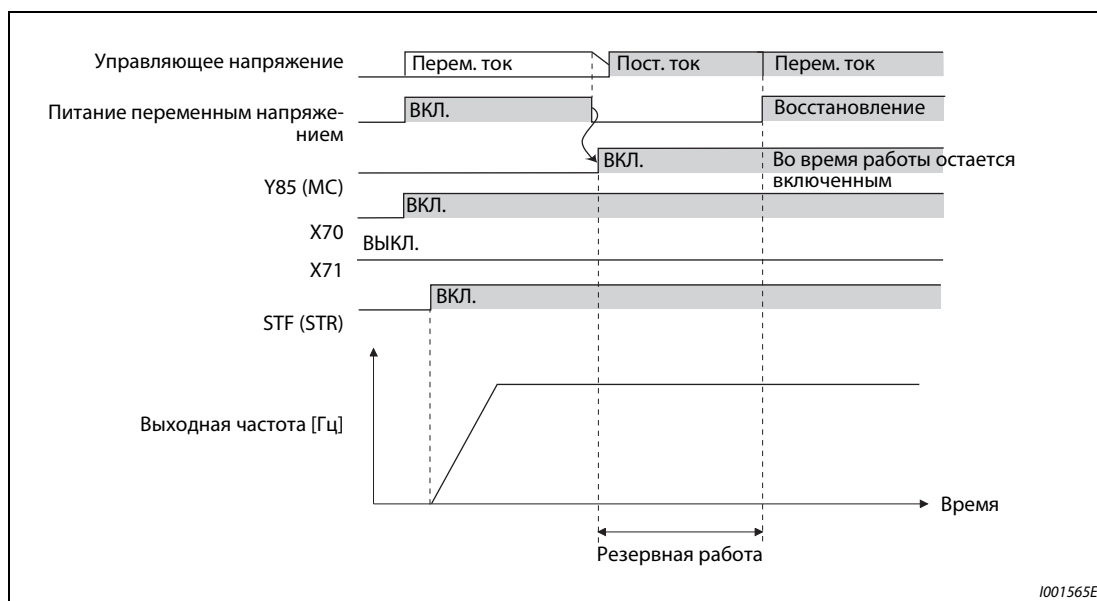 Управляющее напряжение
Перем. ток
Пост. ток
Перем. ток
Питание переменным напряже-
нием
ВКЛ.
Восстановление
ВКЛ.
Во время работы остается
включенным
Y85 (MC)
ВКЛ.
X70
ВЫКЛ.
X71
ВКЛ.
STF (STR)
Выходная частота [Гц]
Время
Резервная работа
I001565E